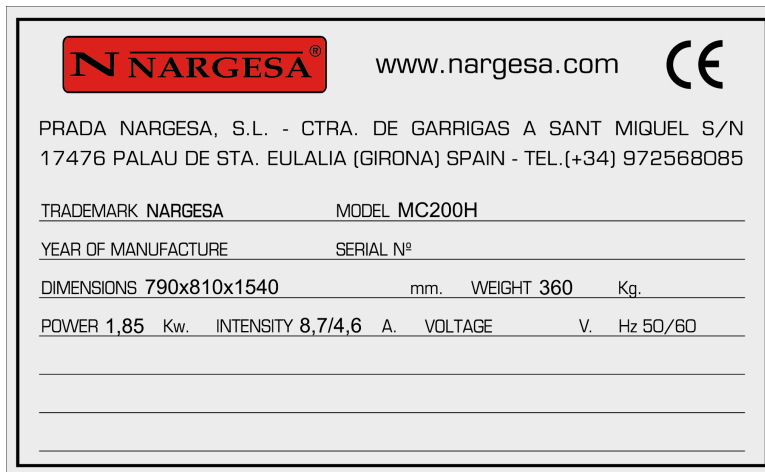 N NARGESA® www.nargesa.com CE
PRADA NARGESA, S.L. - CTRA. DE GARRIGAS A SANT MIQUEL S/N
17476 PALAU DE STA. EULALIA (GIRONA) SPAIN - TEL.(+34) 972568085
TRADEMARK NARGESA MODEL MC200H
YEAR OF MANUFACTURE SERIAL Nº
DIMENSIONS 790x810x1540 mm. WEIGHT 360 Kg.
POWER 1,85 Kw. INTENSITY 8,7/4,6 A. VOLTAGE V. Hz 50/60